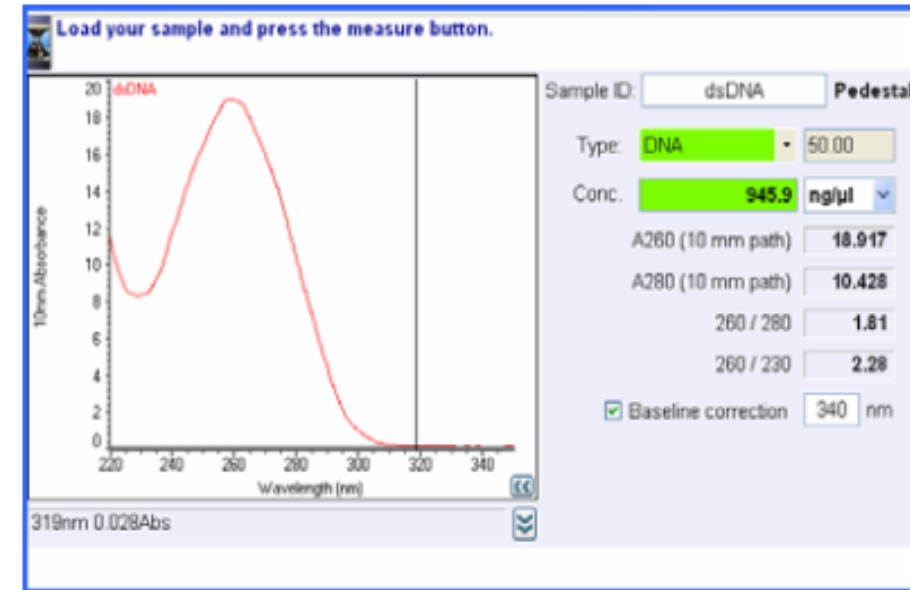 Load your sample and press the measure button.
20 dsDNA
18
16
14
12
10
8
6
4
2
0
10mm Absorbance
220 240 260 280 300 320 340
Wavelength (nm)
319nm 0.028Abs
Sample ID: dsDNA Pedestal
Type: DNA 50.00
Conc. 945.9 ng/µl
A260 (10 mm path) 18.917
A280 (10 mm path) 10.428
260 / 280 1.81
260 / 230 2.28
Baseline correction 340 nm